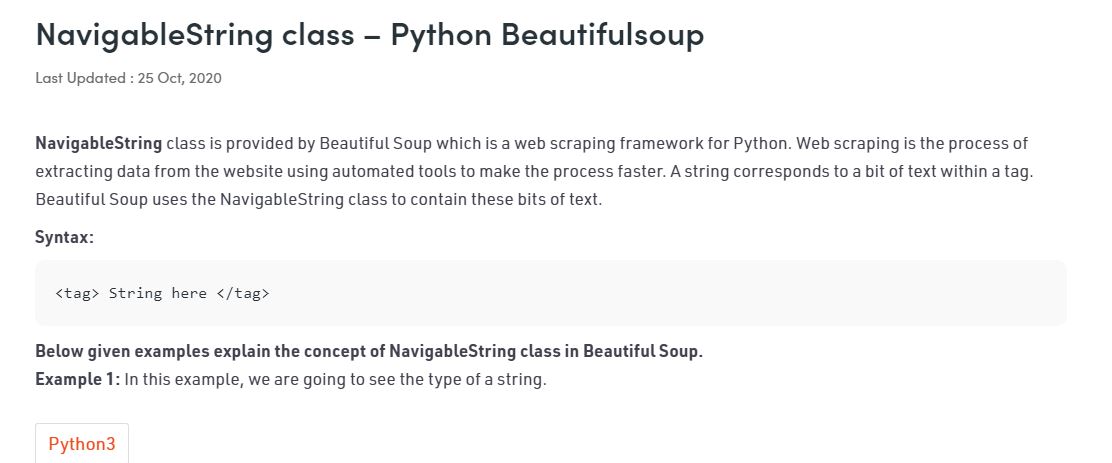 NavigableString class – Python Beautifulsoup
Last Updated : 25 Oct, 2020
NavigableString class is provided by Beautiful Soup which is a web scraping framework for Python. Web scraping is the process of
extracting data from the website using automated tools to make the process faster. A string corresponds to a bit of text within a tag.
Beautiful Soup uses the NavigableString class to contain these bits of text.
Syntax:
<tag> String here </tag>
Below given examples explain the concept of NavigableString class in Beautiful Soup.
Example 1: In this example, we are going to see the type of a string.
Python3